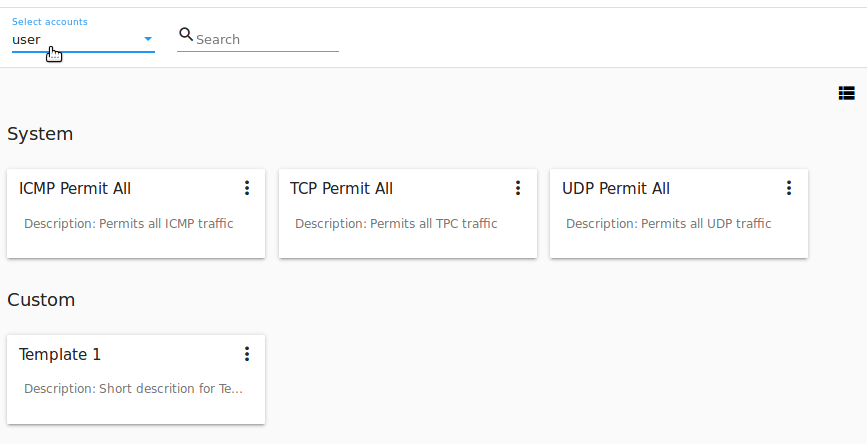 Select accounts
user
Search
System
ICMP Permit All
TCP Permit All
UDP Permit All
Description: Permits all ICMP traffic
Description: Permits all TPC traffic
Description: Permits all UDP traffic
Custom
Template 1
Description: Short descrition for Te...